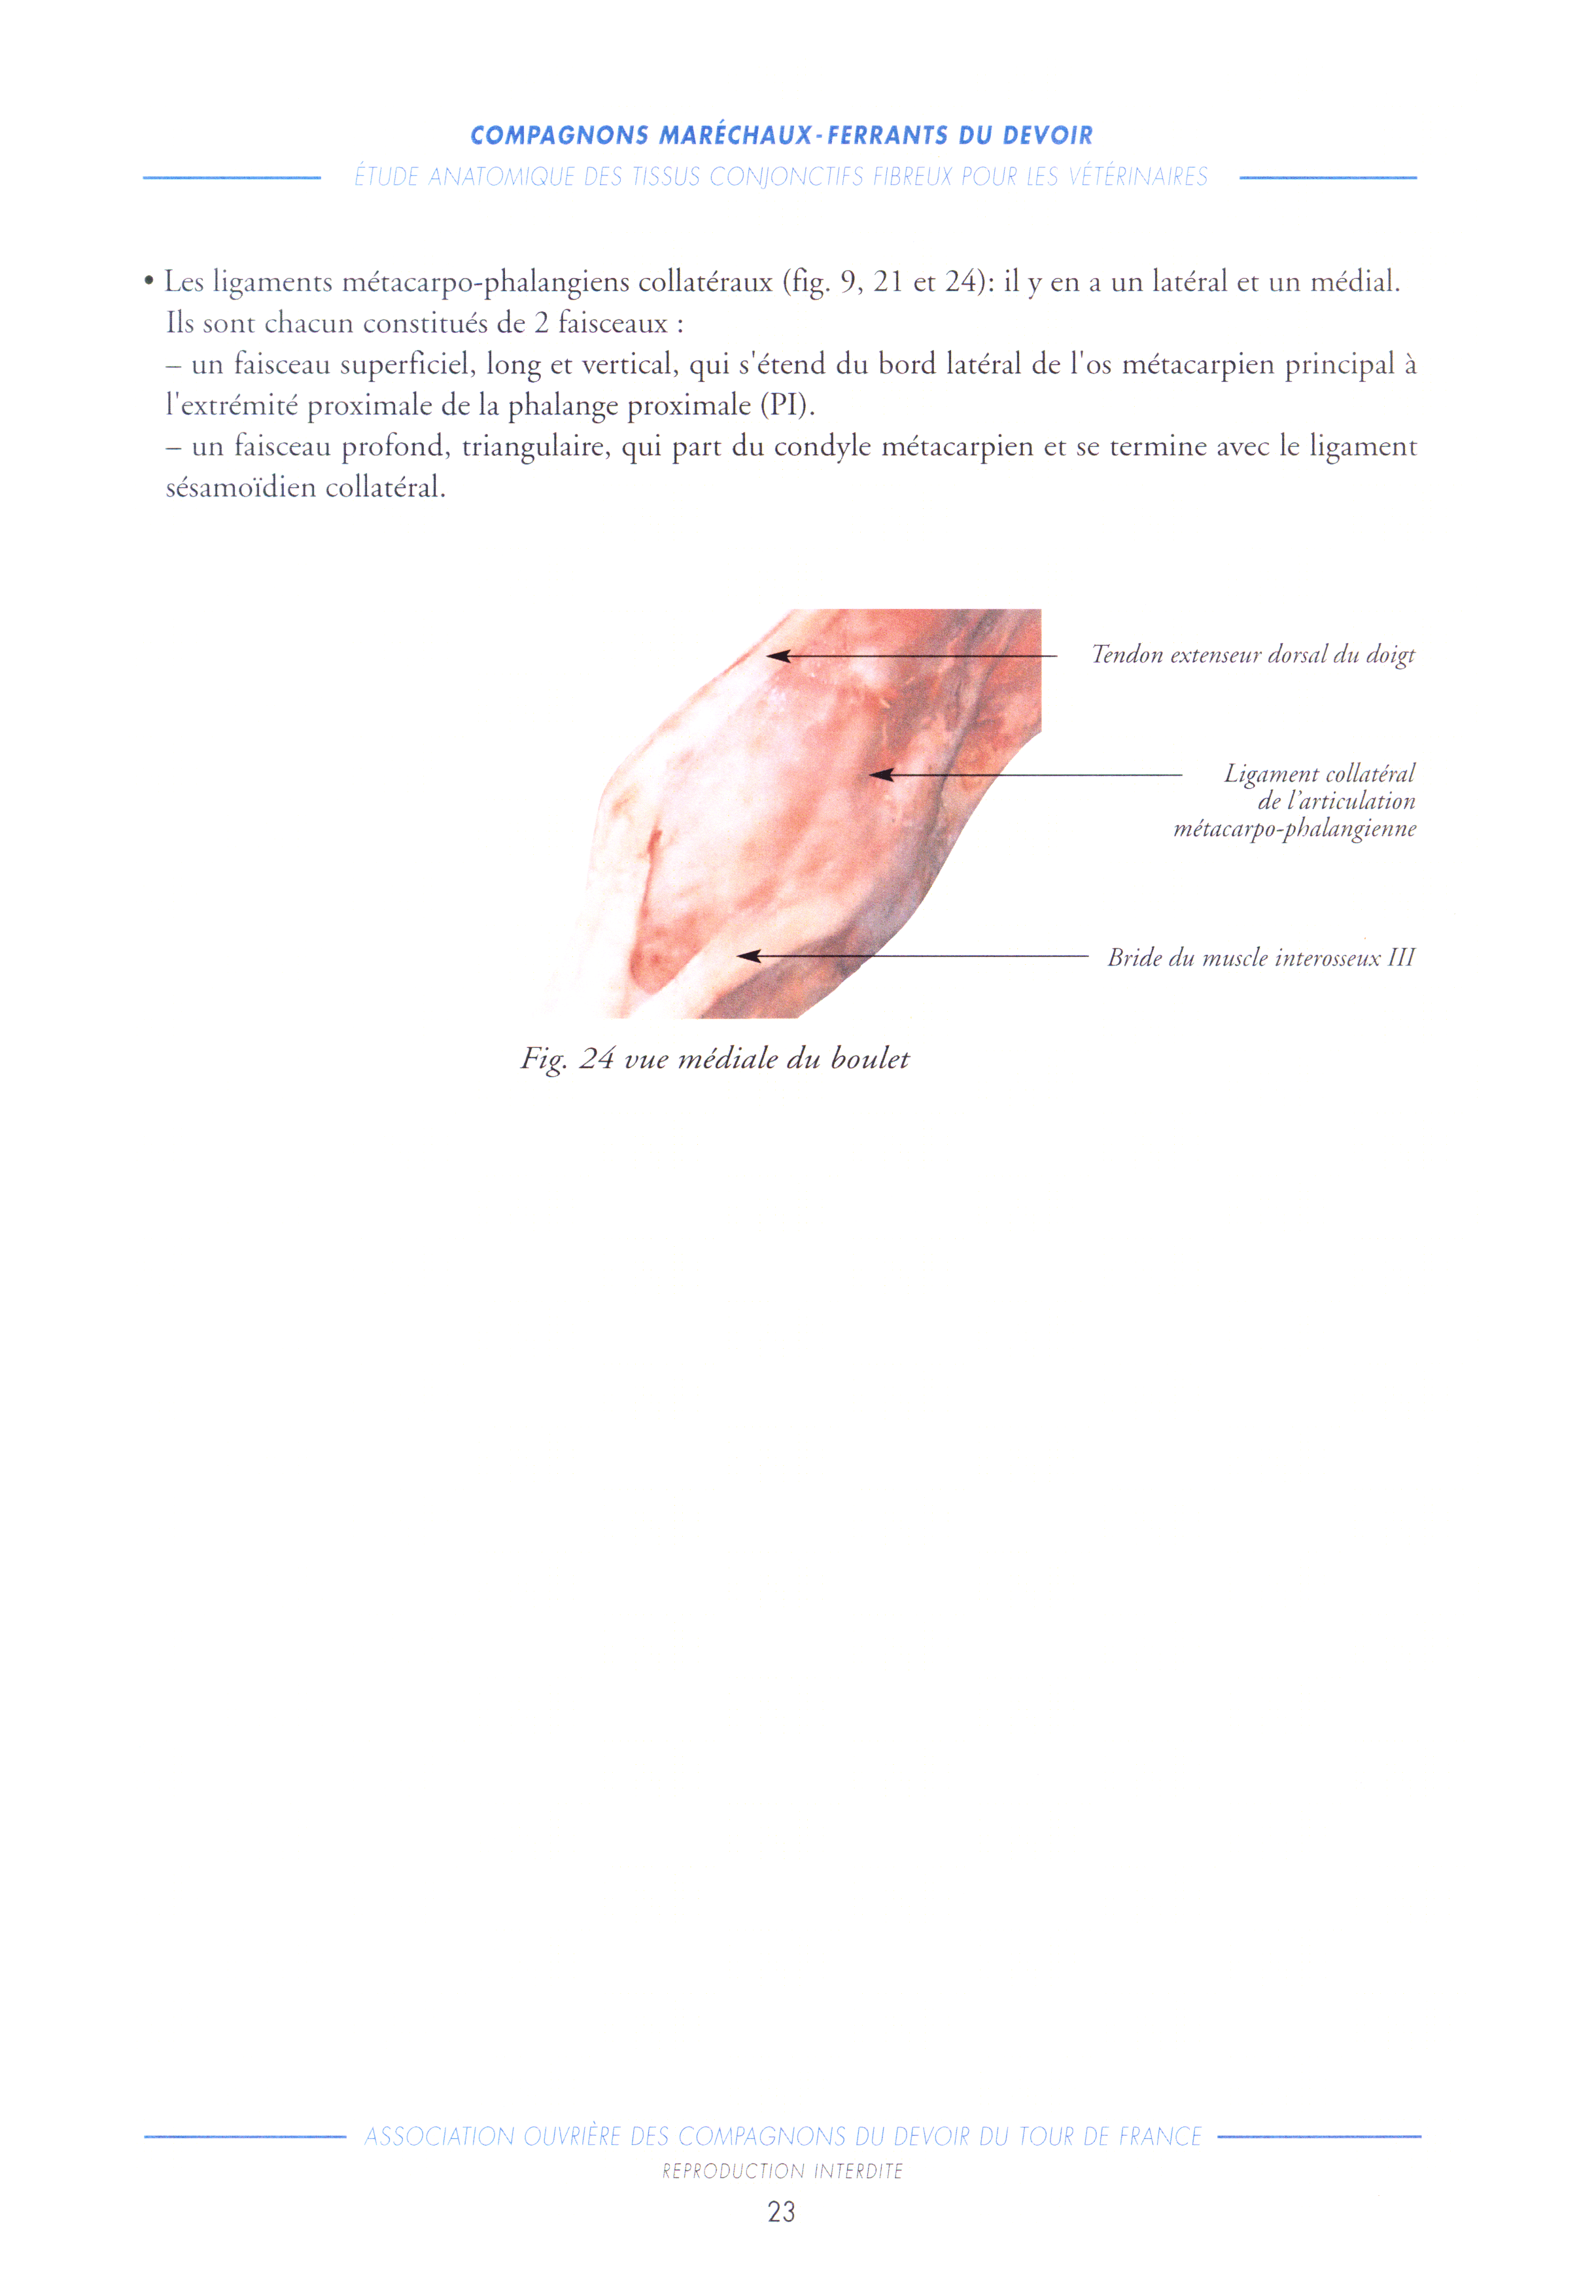 COMPAGNONS MARÉCHAUX-FERRANTS DU DEVOIR
ÉTUDE ANATOMIQUE DES TISSUS CONJONCTIFS FIBREUX POUR LES VÉTÉRINAIRES
• Les ligaments métacarpo-phalangiens collatéraux (fig. 9, 21 et 24): il y en a un latéral et un médial.
Ils sont chacun constitués de 2 faisceaux :
– un faisceau superficiel, long et vertical, qui s'étend du bord latéral de l'os métacarpien principal à
l'extrémité proximale de la phalange proximale (PI).
– un faisceau profond, triangulaire, qui part du condyle métacarpien et se termine avec le ligament
sésamoïdien collatéral.
Tendon extenseur dorsal du doigt
Ligament collatéral
de l'articulation
métacarpo-phalangienne
Bride du muscle interosseux III
Fig. 24 vue médiale du boulet
ASSOCIATION OUVRIÈRE DES COMPAGNONS DU DEVOIR DU TOUR DE FRANCE
REPRODUCTION INTERDITE
23